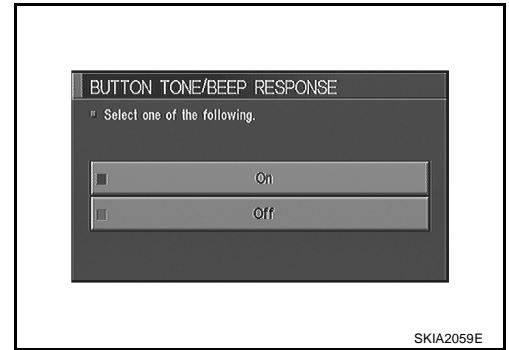 BUTTON TONE/BEEP RESPONSE
Select one of the following.
On
Off
SKIA2059E